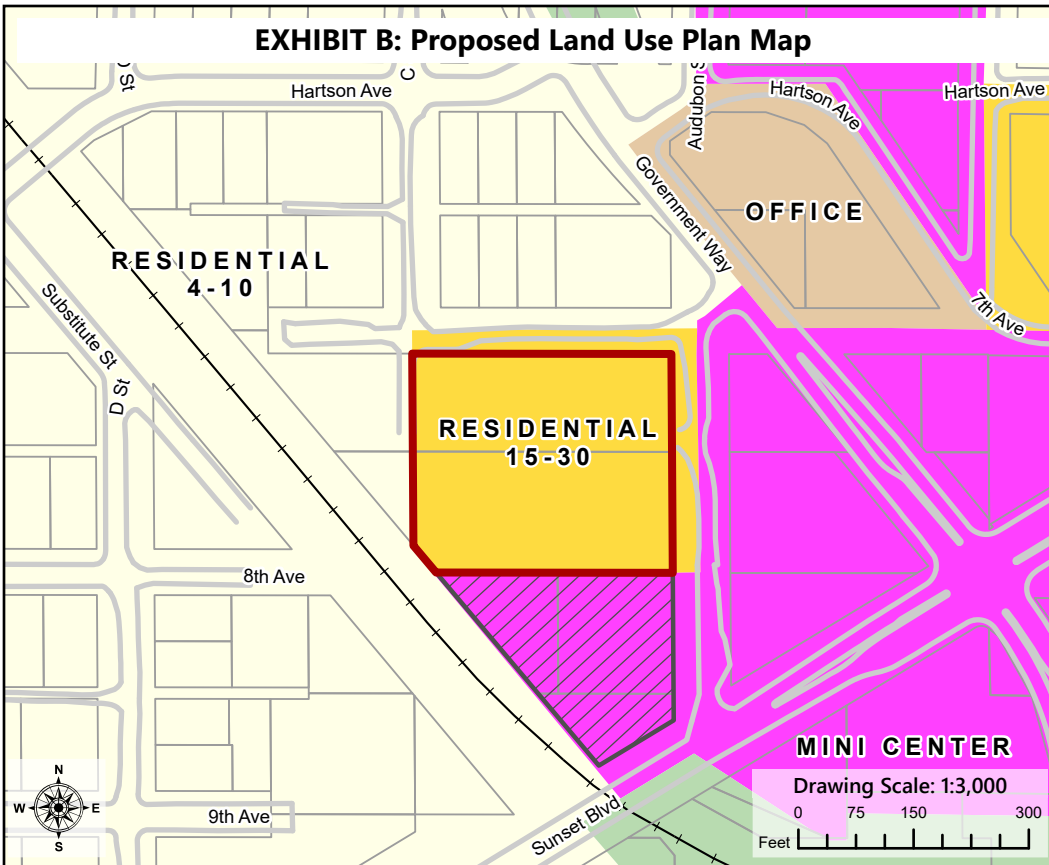 EXHIBIT B: Proposed Land Use Plan Map
St
C
Hartson Ave
Audubon S
Hartson Ave
Hartson Ave
Government Way
OFFICE
RESIDENTIAL
4-10
7th Ave
Substitute St
D St
RESIDENTIAL
15-30
8th Ave
MINI CENTER
Sunset Blvd
9th Ave
N
W
E
S
Drawing Scale: 1:3,000
0 75 150 300
Feet